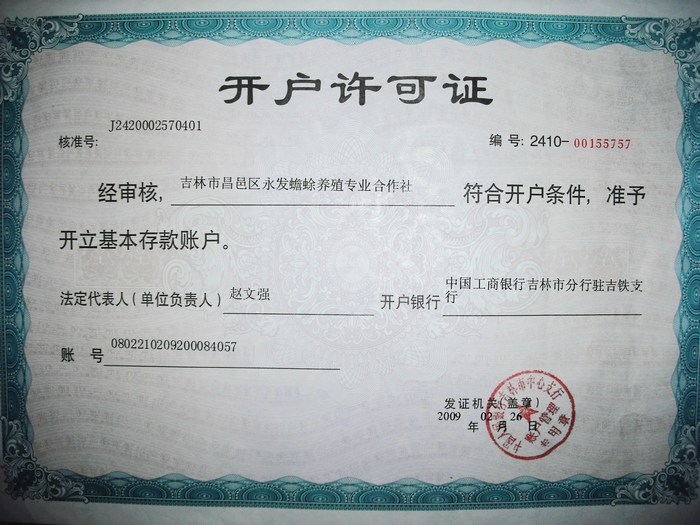 开户许可证
核准号: J2420002570401
编号: 2410-00155757
经审核, 吉林市昌邑区永发蟾蜍养殖专业合作社 符合开户条件, 准予
开立基本存款账户。
法定代表人(单位负责人) 赵文强 开户银行 中国工商银行吉林市分行驻吉铁支
行
账 号 0802210209200084057
发证机关(盖章)
2009 02 26
年 月 日